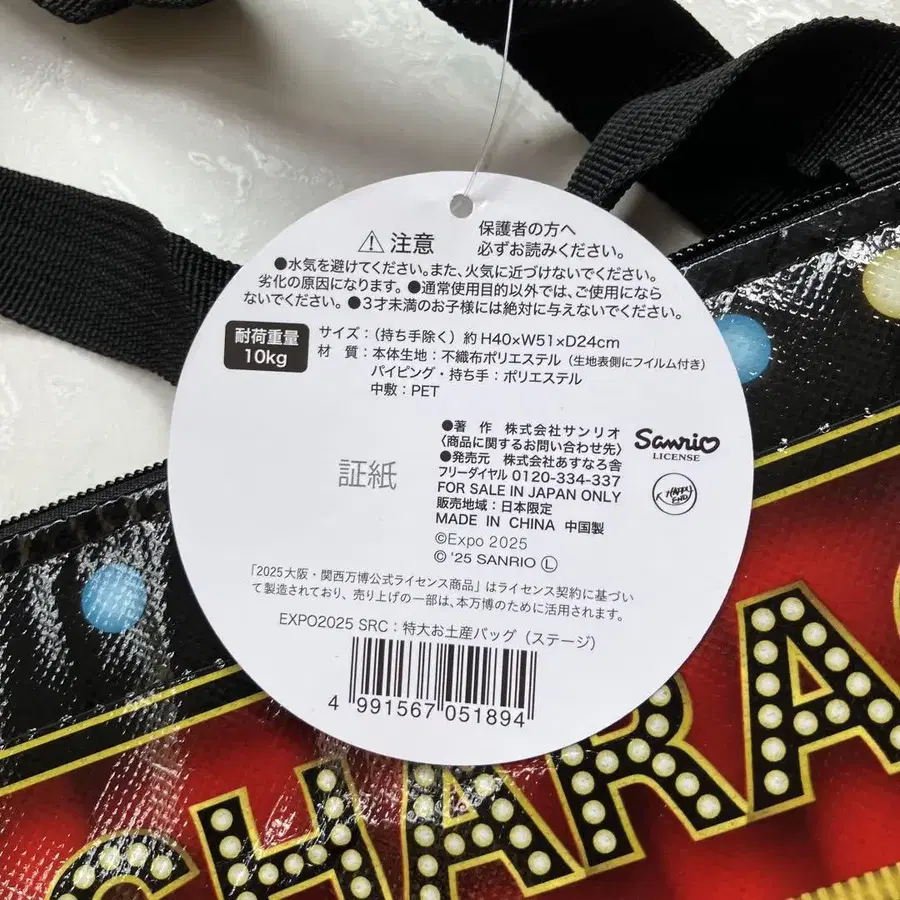 ⚠ 注意
保護者の方へ
必ずお読みください。
●水気を避けてください。また、火気に近づけないでください。
劣化の原因になります。●通常使用目的以外では、ご使用になら
ないでください。●3才未満のお子様には絶対に与えないでください。
耐荷重量
10kg
サイズ：（持ち手除く）約 H40×W51×D24cm
材　質：本体生地：不織布ポリエステル（生地表側にフイルム付き）
パイピング・持ち手：ポリエステル
中敷：PET
証紙
●著　作　株式会社サンリオ
〈商品に関するお問い合わせ先〉
●発売元　株式会社あすなろ舎
フリーダイヤル 0120-334-337
FOR SALE IN JAPAN ONLY
販売地域：日本限定
MADE IN CHINA 中国製
©Expo 2025
© '25 SANRIO Ⓛ
Sanrio
LICENSE
HAPPY
END
「2025大阪・関西万博公式ライセンス商品」はライセンス契約に基づい
て製造されており、売り上げの一部は、本万博のために活用されます。
EXPO2025 SRC：特大お土産バッグ（ステージ）
4 991567 051894
CHARA